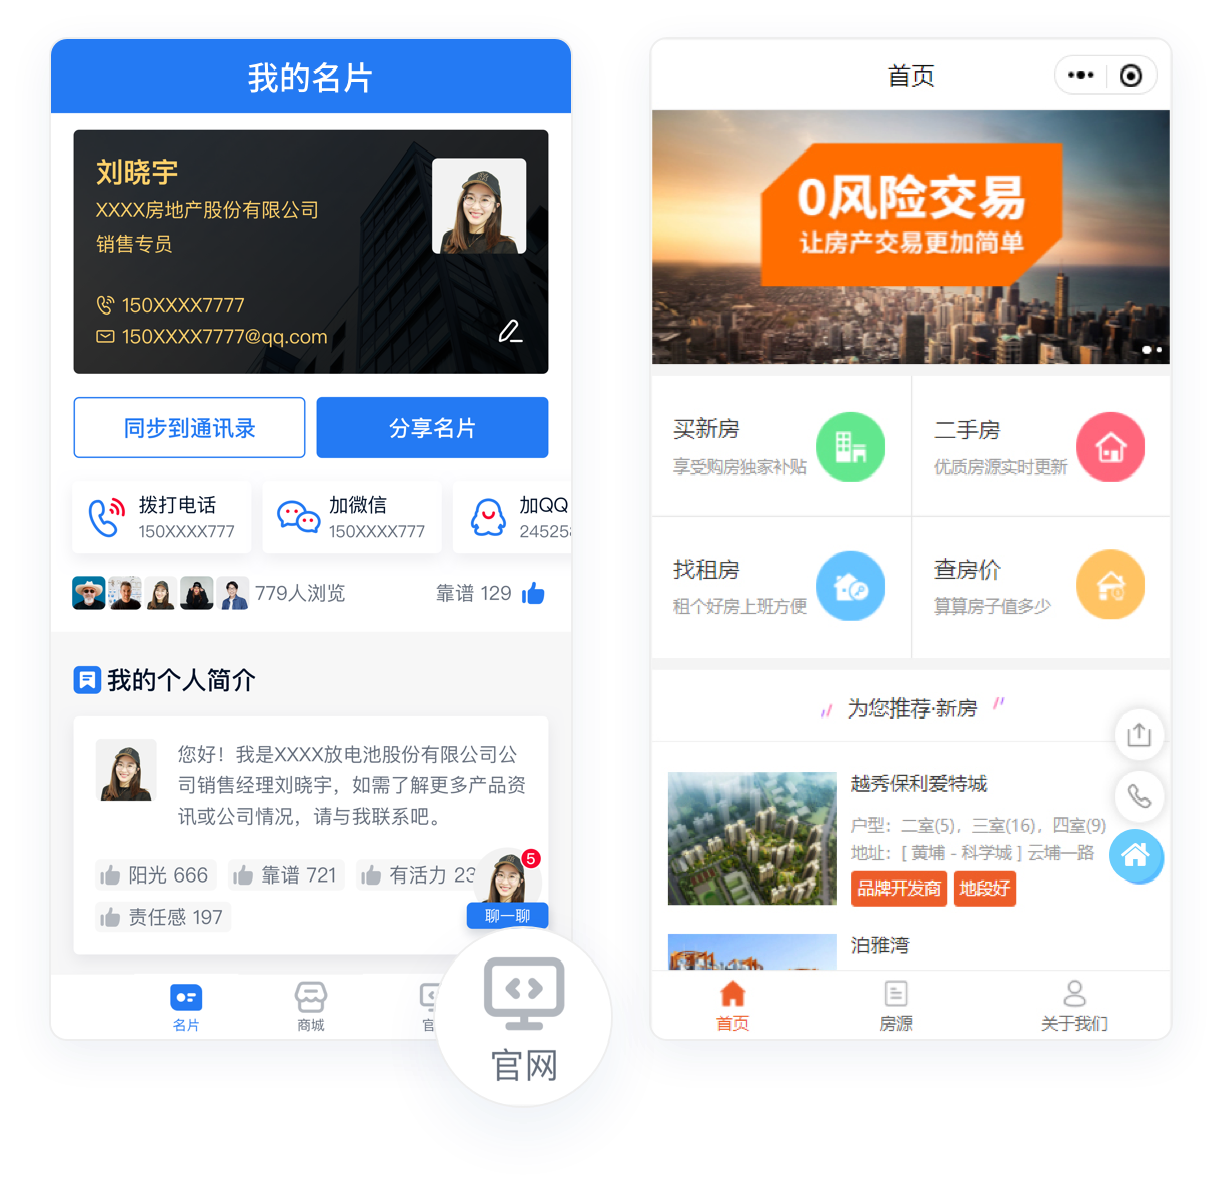 我的名片
刘晓宇
XXXX房地产股份有限公司
销售专员
150XXXX7777
150XXXX7777@qq.com
同步到通讯录
分享名片
拨打电话
150XXXX777
加微信
150XXXX777
加QQ
24525
779人浏览
靠谱 129
我的个人简介
您好！我是XXXX放电池股份有限公司公
司销售经理刘晓宇，如需了解更多产品资
讯或公司情况，请与我联系吧。
阳光 666
靠谱 721
有活力 23
5
责任感 197
聊一聊
名片
商城
官
官网
首页
0风险交易
让房产交易更加简单
买新房
享受购房独家补贴
二手房
优质房源实时更新
找租房
租个好房上班方便
查房价
算算房子值多少
为您推荐·新房
越秀保利爱特城
户型：二室(5)，三室(16)，四室(9)
地址：[ 黄埔 - 科学城 ] 云埔一路
品牌开发商
地段好
泊雅湾
首页
房源
关于我们